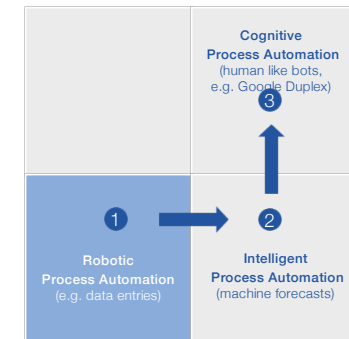 Cognitive
Process Automation
(human like bots,
e.g. Google Duplex)
3
1
2
Robotic
Process Automation
(e.g. data entries)
Intelligent
Process Automation
(machine forecasts)